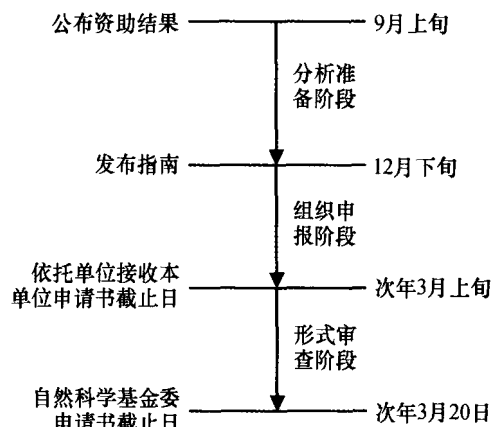 公布资助结果
9月上旬
分析准
备阶段
发布指南
12月下旬
组织申
报阶段
依托单位接收本
单位申请书截止日
次年3月上旬
形式审
查阶段
自然科学基金委
申请书截止日
次年3月20日